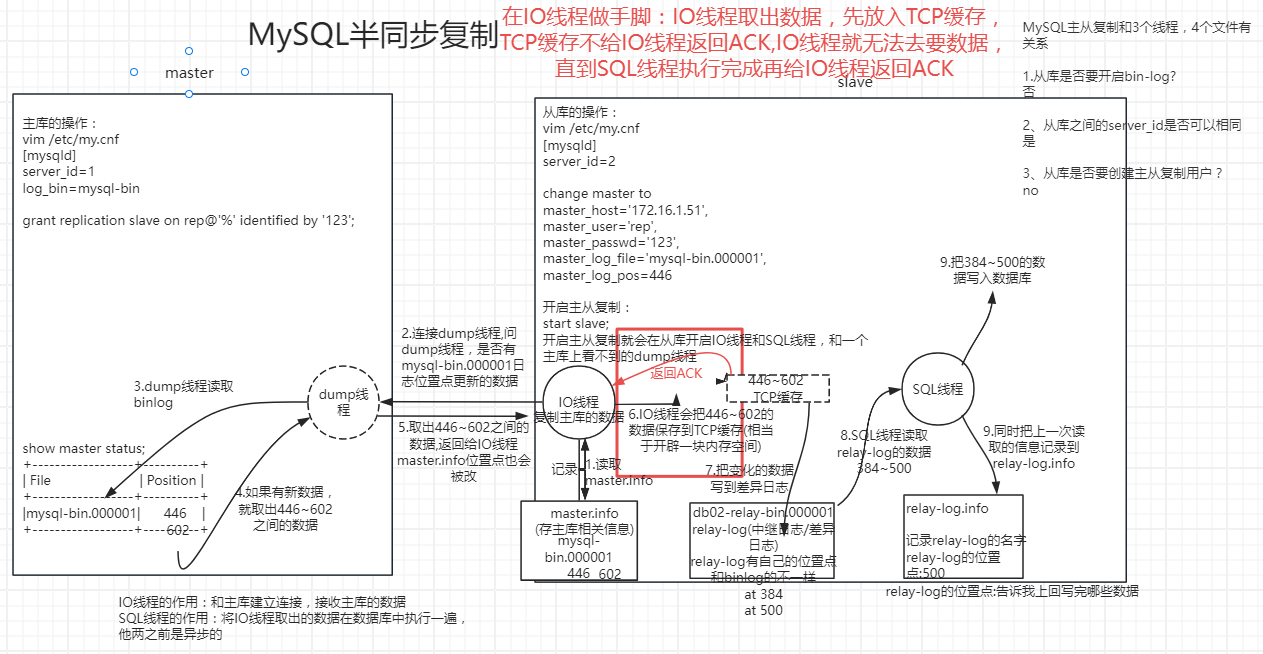 MySQL半同步复制
在IO线程做手脚：IO线程取出数据，先放入TCP缓存，
TCP缓存不给IO线程返回ACK,IO线程就无法去要数据，
直到SQL线程执行完成再给IO线程返回ACK
MySQL主从复制和3个线程，4个文件有
关系
1.从库是否要开启bin-log?
否
2、从库之间的server_id是否可以相同
是
3、从库是否要创建主从复制用户？
no
master
slave
主库的操作：
vim /etc/my.cnf
[mysqld]
server_id=1
log_bin=mysql-bin
grant replication slave on rep@'%' identified by '123';
从库的操作：
vim /etc/my.cnf
[mysqld]
server_id=2
change master to
master_host='172.16.1.51',
master_user='rep',
master_passwd='123',
master_log_file='mysql-bin.000001',
master_log_pos=446
开启主从复制：
start slave;
开启主从复制就会在从库开启IO线程和SQL线程，和一个
主库上看不到的dump线程
2.连接dump线程,问
dump线程，是否有
mysql-bin.000001日
志位置点更新的数据
3.dump线程读取
binlog
dump线
程
show master status;
+------------------+----------+
| File | Position |
+------------------+----------+
|mysql-bin.000001| 446 |
602
+------------------+----------+
4.如果有新数据，
就取出446~602
之间的数据
5.取出446~602之间的
数据,返回给IO线程
master.info位置点也会
被改
IO线程
复制主库的数据
返回ACK
446~602
TCP缓存
6.IO线程会把446~602的
数据保存到TCP缓存(相当
于开辟一块内存空间)
记录
1.读取
master.info
master.info
(存主库相关信息)
mysql-
bin.000001
446 602
7.把变化的数据
写到差异日志
db02-relay-bin.000001
relay-log(中继日志/差异
日志)
relay-log有自己的位置点
和binlog的不一样
at 384
at 500
8.SQL线程读取
relay-log的数据
384~500
SQL线程
9.把384~500的数
据写入数据库
9.同时把上一次读
取的信息记录到
relay-log.info
relay-log.info
记录relay-log的名字
relay-log的位置
点:500
relay-log的位置点:告诉我上回写完哪些数据
IO线程的作用：和主库建立连接，接收主库的数据
SQL线程的作用：将IO线程取出的数据在数据库中执行一遍，
他两之前是异步的